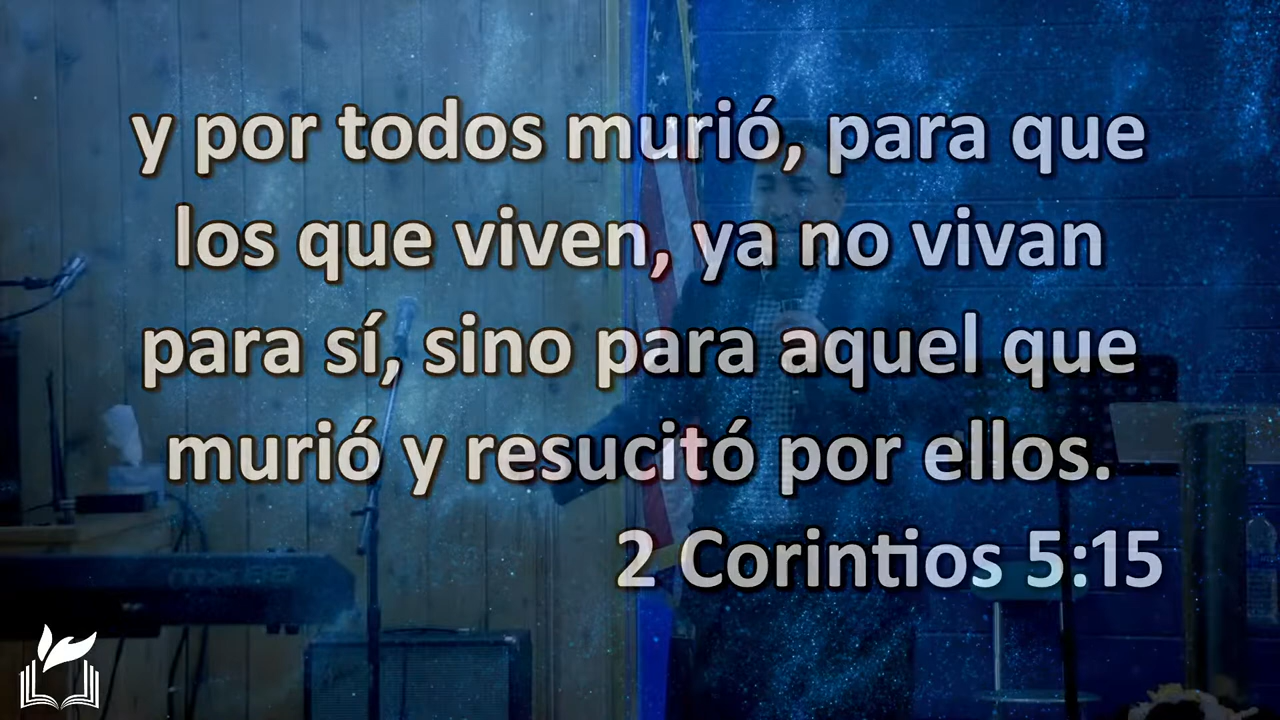 y por todos murió, para que
los que viven, ya no vivan
para sí, sino para aquel que
murió y resucitó por ellos.
2 Corintios 5:15